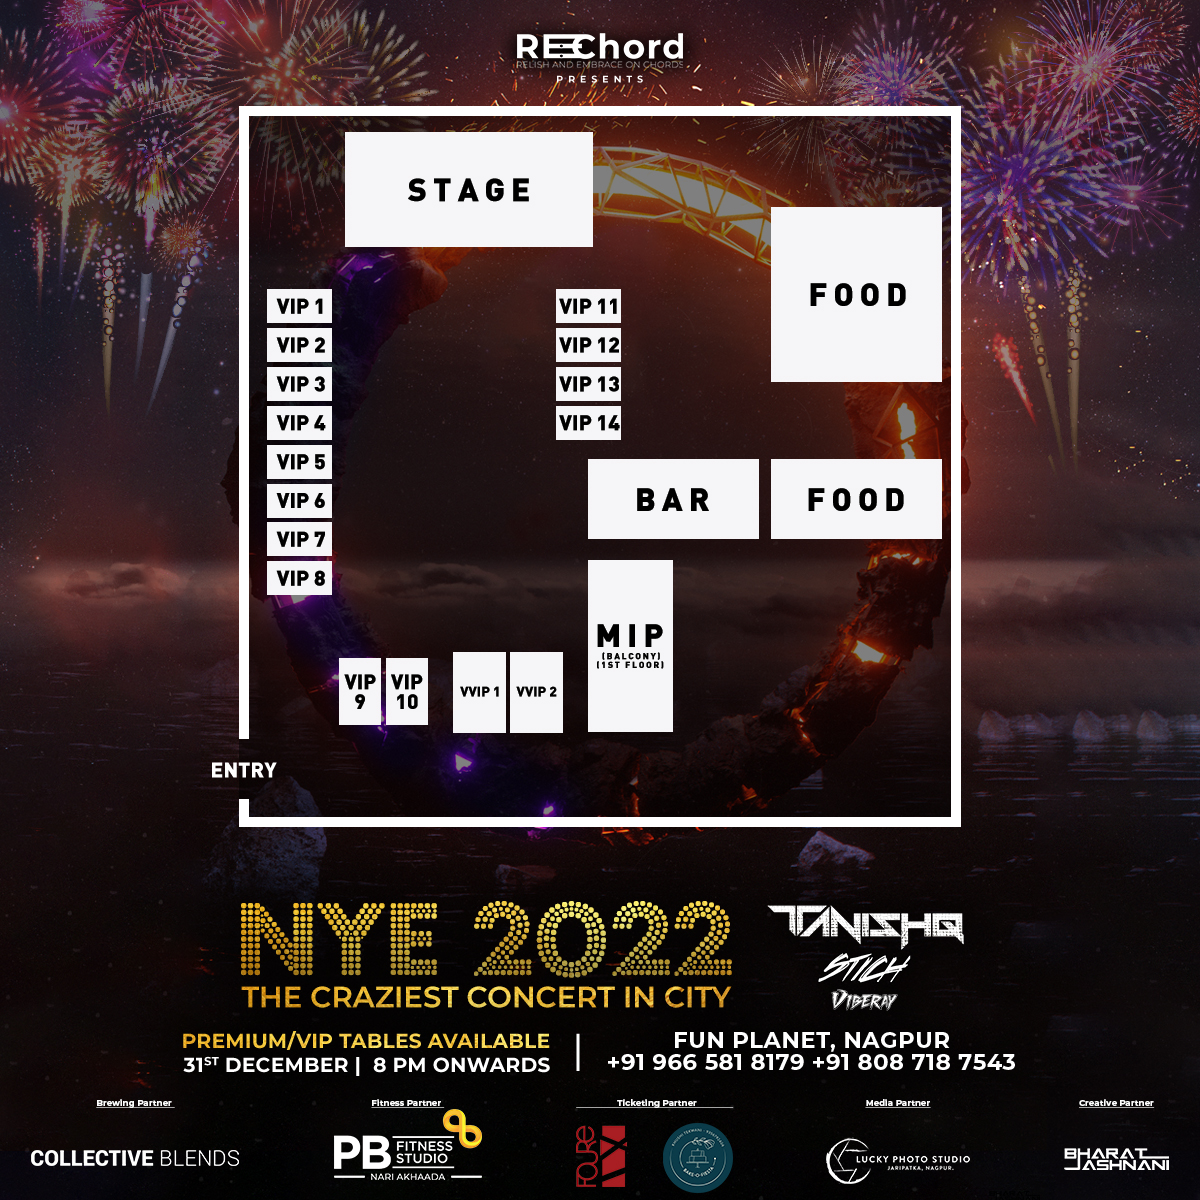 REEChord
RELISH AND EMBRACE ON CHORDS
PRESENTS
STAGE
FOOD
VIP 1
VIP 2
VIP 3
VIP 4
VIP 5
VIP 6
VIP 7
VIP 8
VIP 11
VIP 12
VIP 13
VIP 14
BAR
FOOD
MIP
(BALCONY)
(1ST FLOOR)
VIP 9
VIP 10
VVIP 1
VVIP 2
ENTRY
NYE 2022
THE CRAZIEST CONCERT IN CITY
TANISHQ
STICH
VIBERAY
PREMIUM/VIP TABLES AVAILABLE
31ST DECEMBER | 8 PM ONWARDS
FUN PLANET, NAGPUR
+91 966 581 8179 +91 808 718 7543
Brewing Partner
COLLECTIVE BLENDS
Fitness Partner
PB FITNESS STUDIO
NARI AKHAADA
Ticketing Partner
BAKE-O-FIESTA
Media Partner
LUCKY PHOTO STUDIO
JARIPATKA, NAGPUR.
Creative Partner
BHARAT
JASHNANI